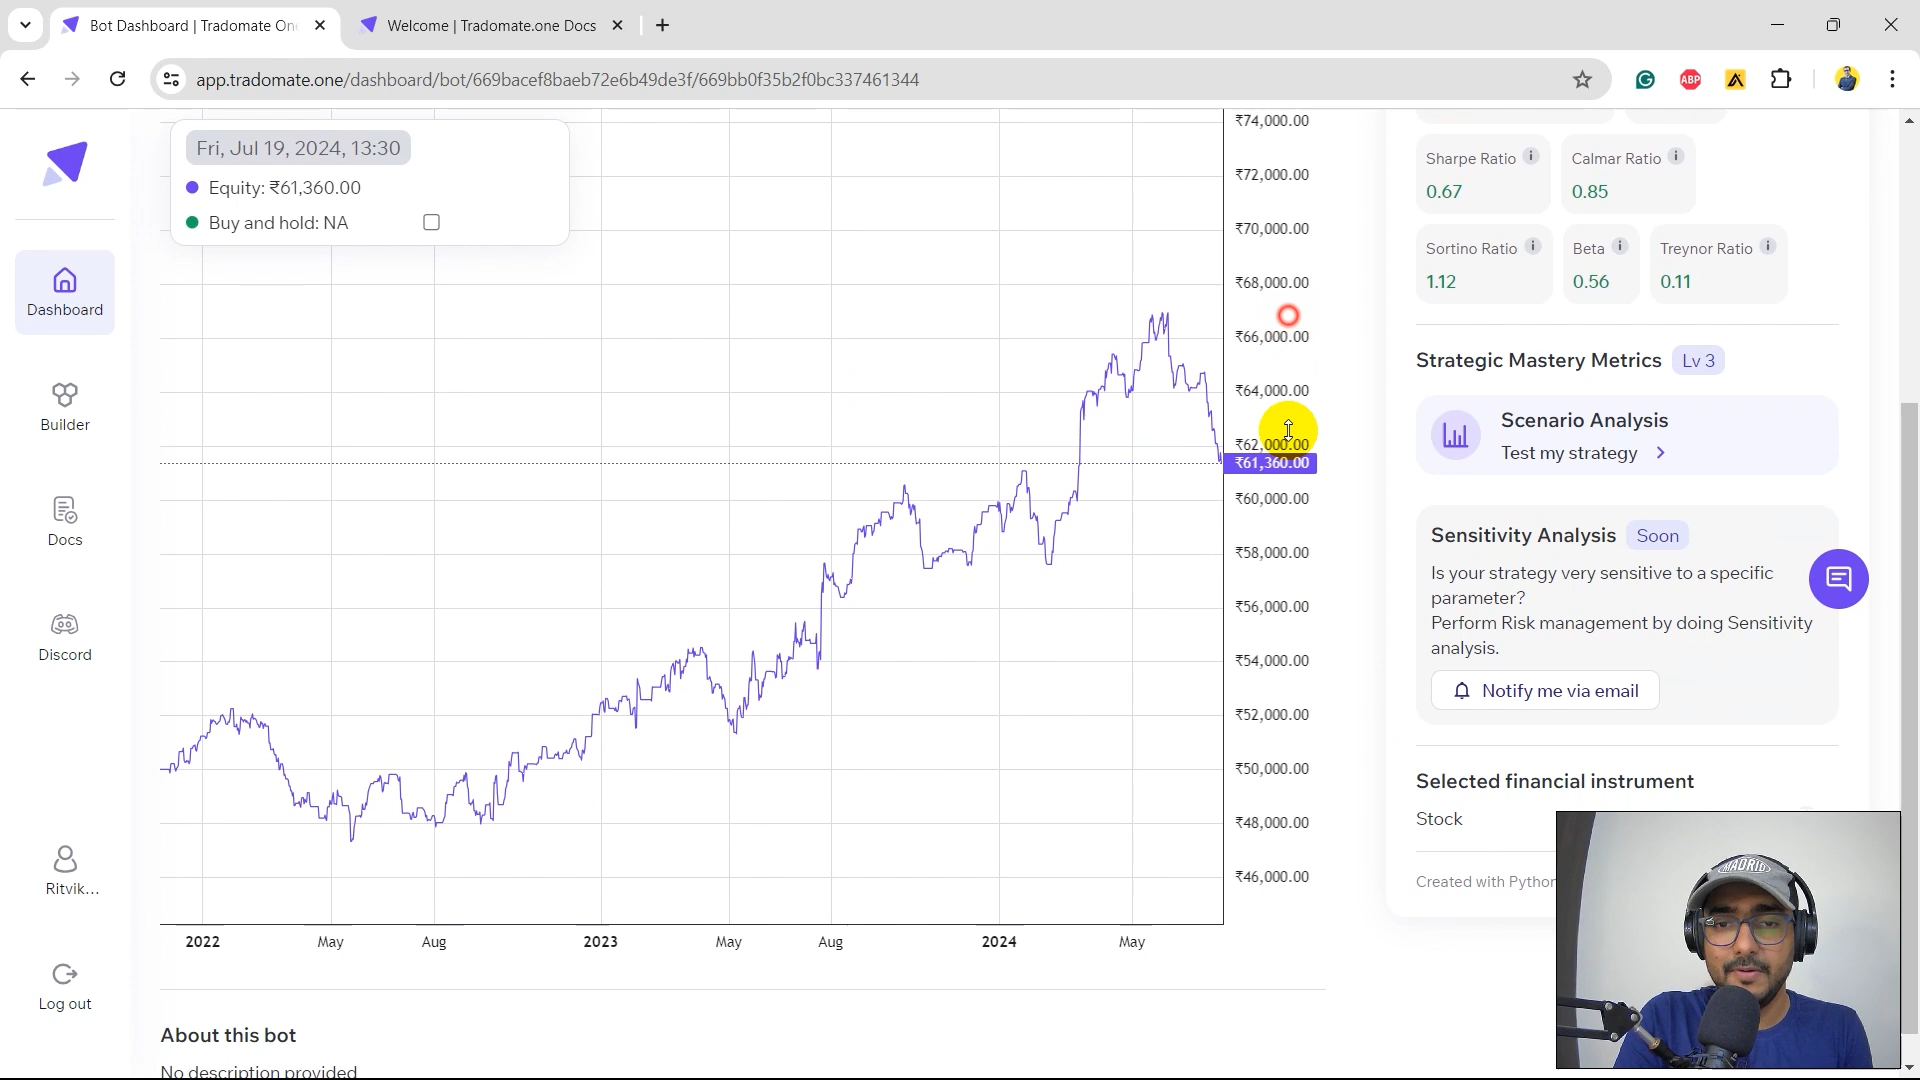 Bot Dashboard | Tradomate On
Welcome | Tradomate.one Docs
app.tradomate.one/dashboard/bot/669bacef8baeb72e6b49de3f/669bb0f35b2f0bc337461344
ABP
Dashboard
Builder
Docs
Discord
Ritvik...
Log out
Fri, Jul 19, 2024, 13:30
Equity: ₹61,360.00
Buy and hold: NA
₹74,000.00
₹72,000.00
₹70,000.00
₹68,000.00
₹66,000.00
₹64,000.00
₹62,000.00
₹61,360.00
₹60,000.00
₹58,000.00
₹56,000.00
₹54,000.00
₹52,000.00
₹50,000.00
₹48,000.00
₹46,000.00
2022 May Aug 2023 May Aug 2024 May
About this bot
No description provided
Sharpe Ratio i Calmar Ratio i
0.67 0.85
Sortino Ratio i Beta i Treynor Ratio i
1.12 0.56 0.11
Strategic Mastery Metrics Lv 3
Scenario Analysis
Test my strategy
Sensitivity Analysis Soon
Is your strategy very sensitive to a specific
parameter?
Perform Risk management by doing Sensitivity
analysis.
Notify me via email
Selected financial instrument
Stock
Created with Python
MADRID